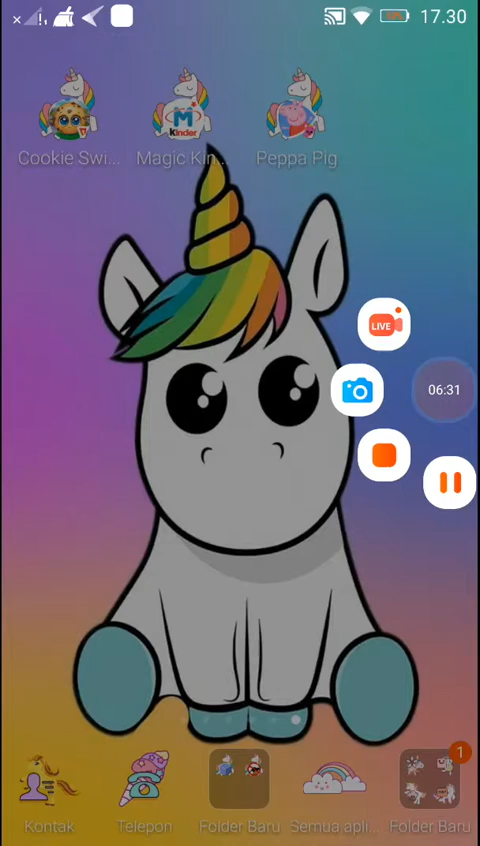 17.30
Cookie Swi...
Magic Kin...
Peppa Pig
M
Kinder
LIVE
06:31
1
Kontak
Telepon
Folder Baru
Semua apli...
Folder Baru